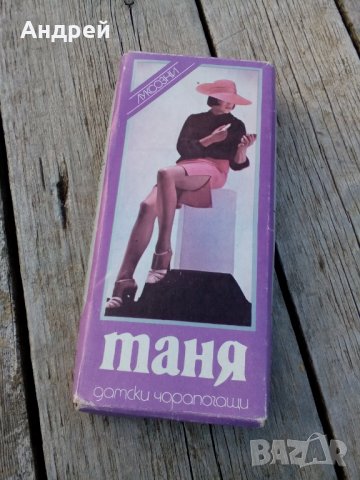 Андрей
ЛУКСОЗНИ
таня
дамски чорапогащи
BAZAR